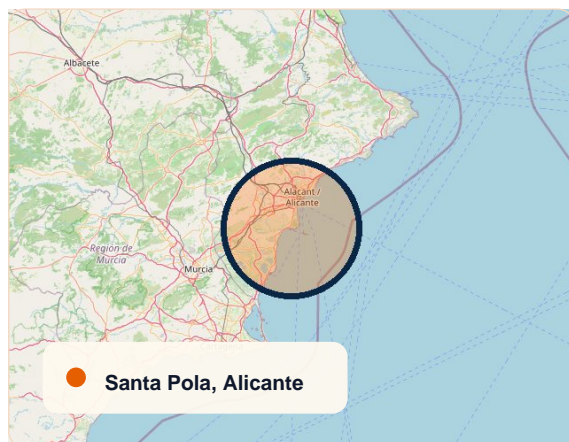 Albacete
Alacant /
Alicante
Región de
Murcia
Murcia
Santa Pola, Alicante